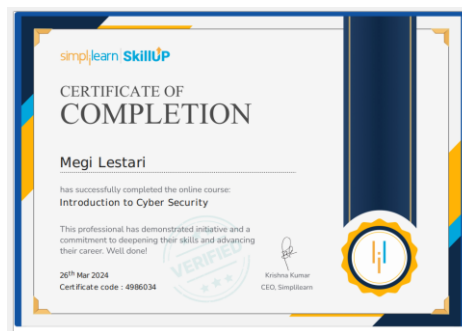 simplilearn | SkillUP
CERTIFICATE OF
COMPLETION
Megi Lestari
has successfully completed the online course:
Introduction to Cyber Security
This professional has demonstrated initiative and a
commitment to deepening their skills and advancing
their career. Well done!
VERIFIED
26th Mar 2024
Certificate code : 4986034
Krishna Kumar
CEO, Simplilearn